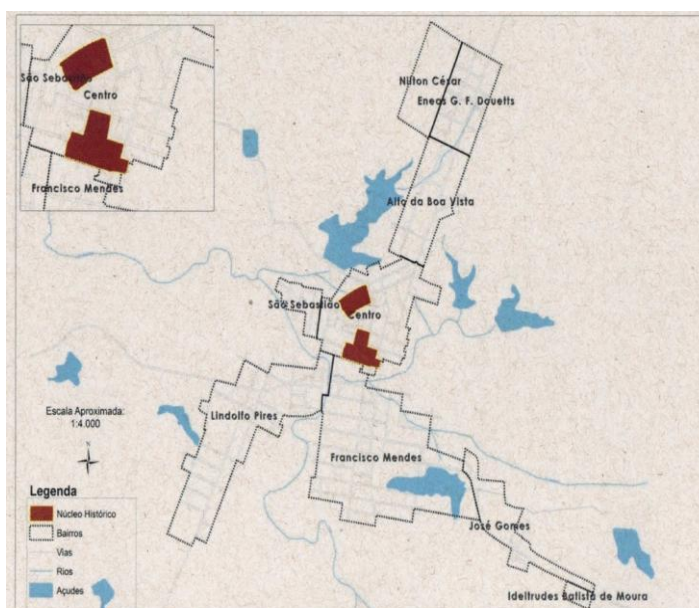 São Sebastião
Centro
Francisco Mendes
Nilton César
Eneas G. F. Douetts
Alto da Boa Vista
São Sebastião
Centro
Lindolfo Pires
Francisco Mendes
José Gomes
Ideltrudes Batista de Moura
Escala Aproximada:
1:4.000
N
Legenda
Núcleo Histórico
Bairros
Vias
Rios
Açudes